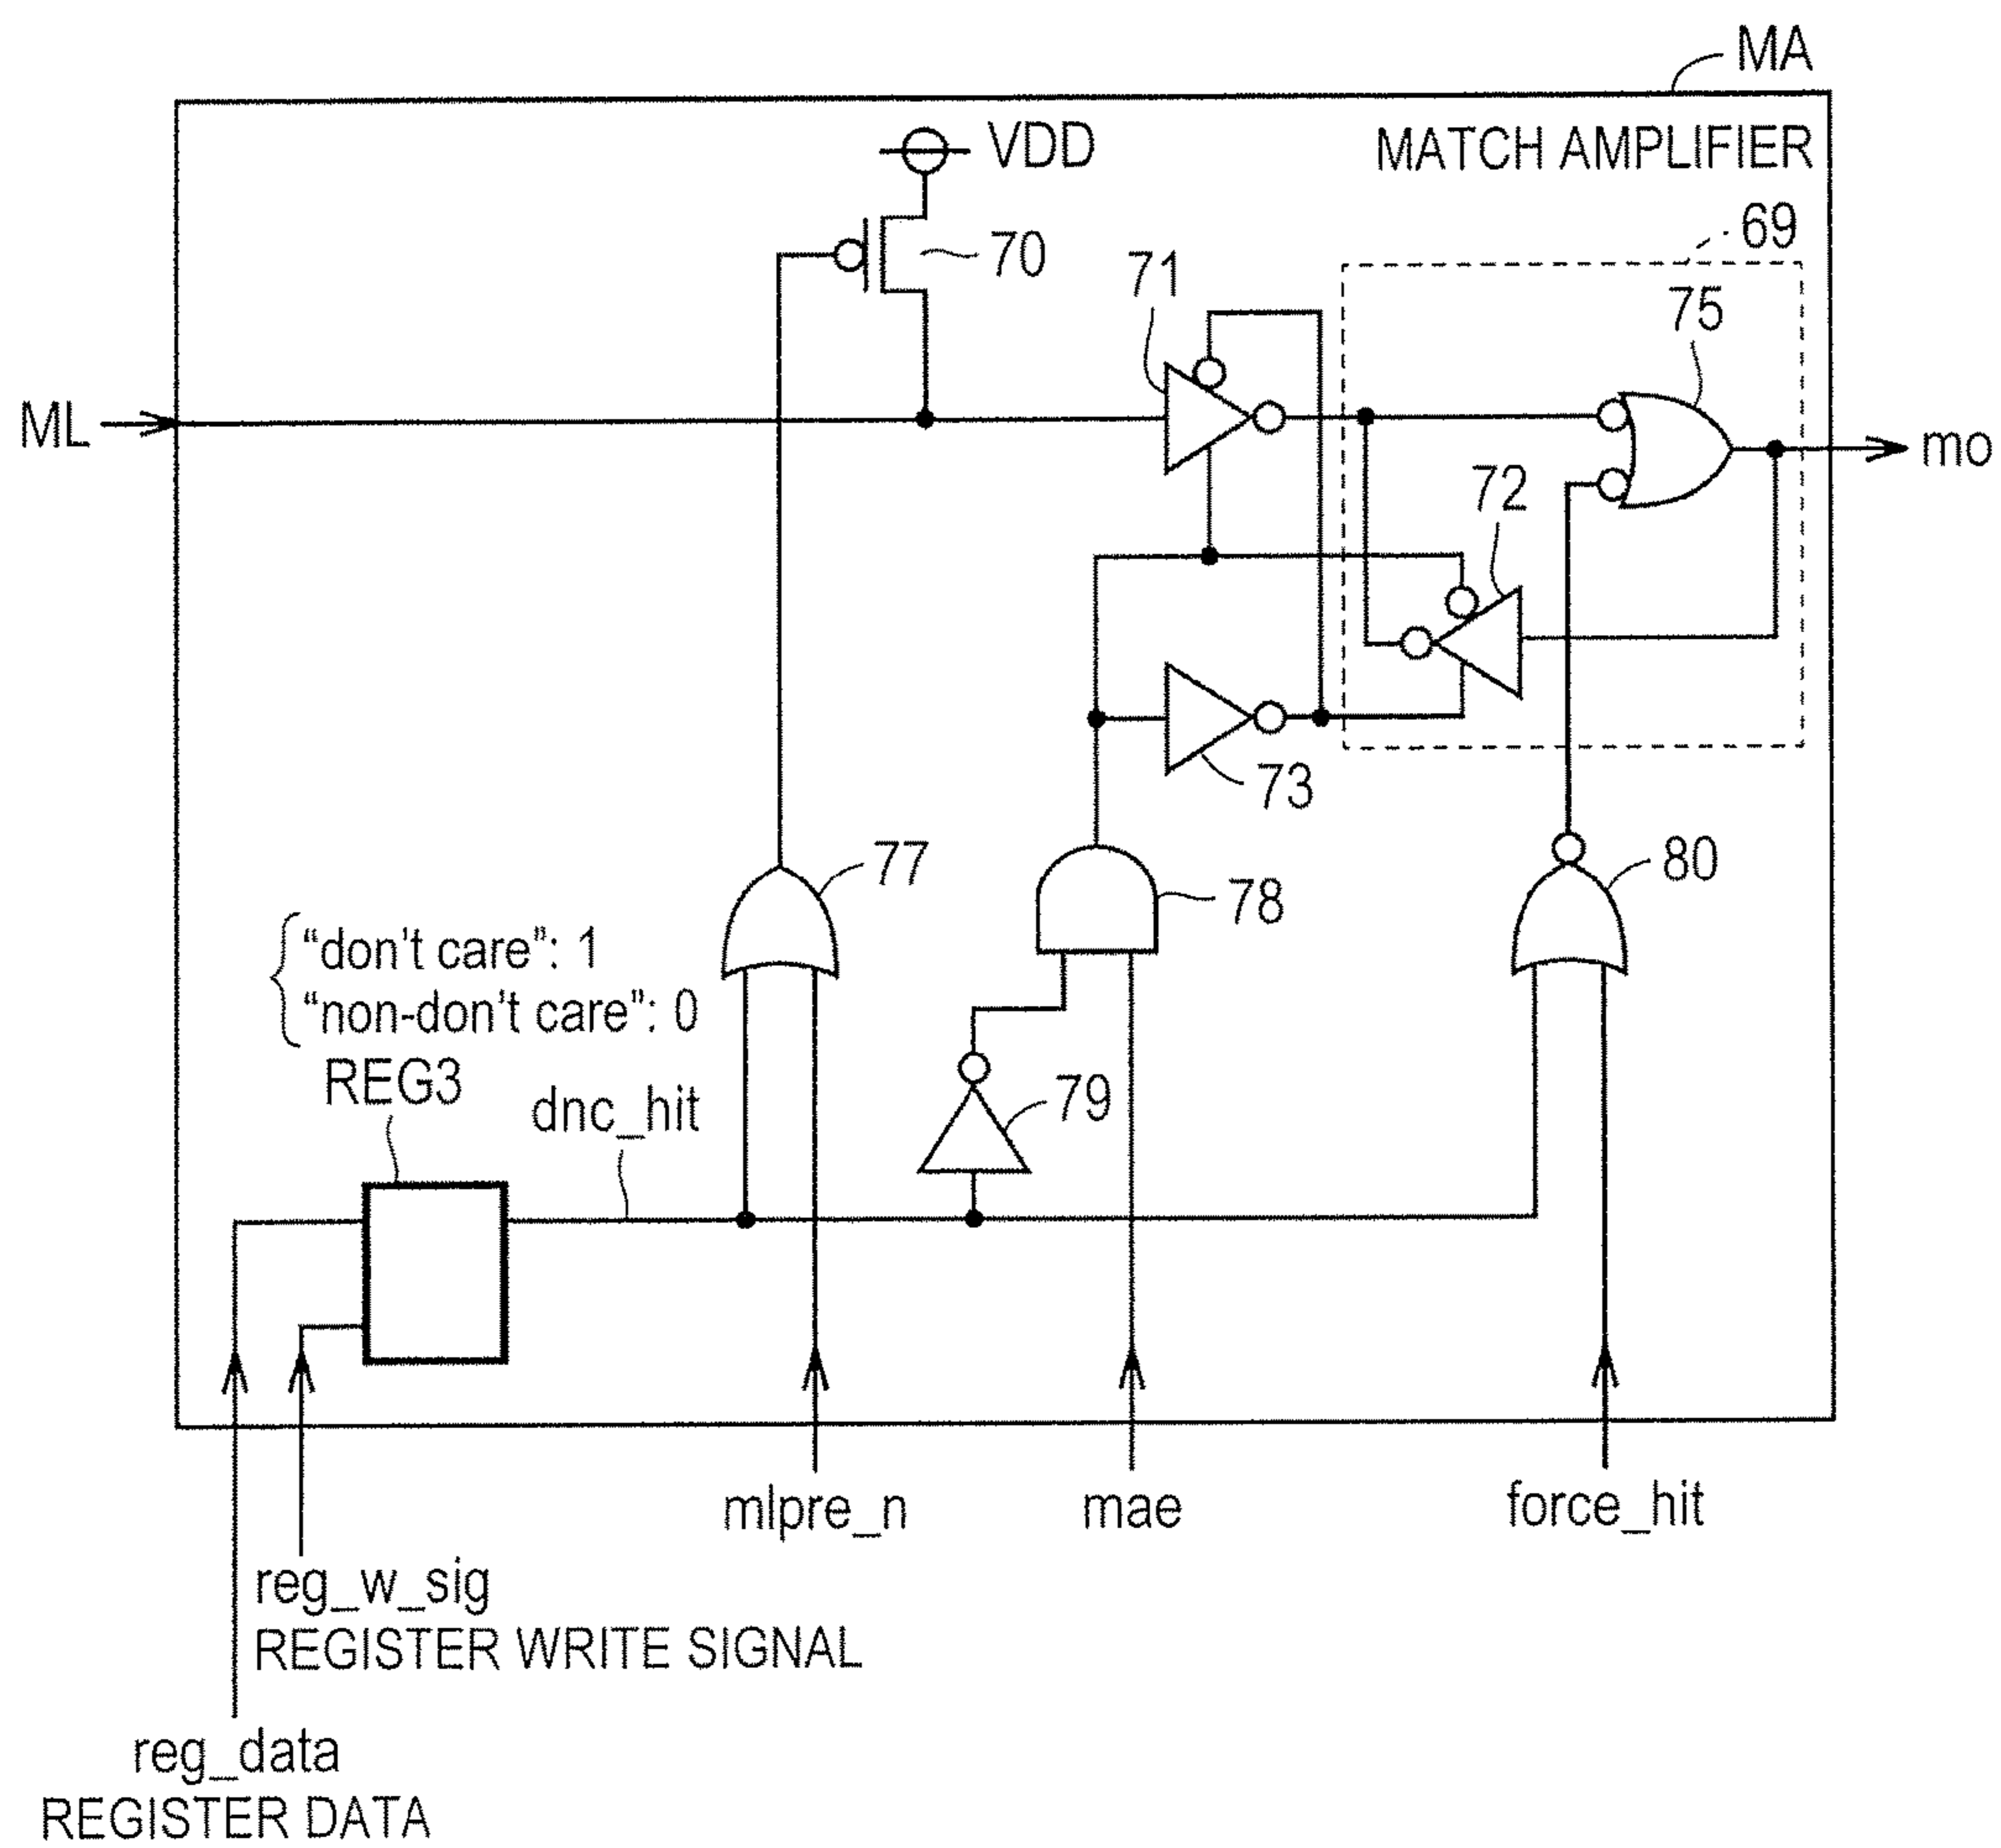 MA
VDD
MATCH AMPLIFIER
69
70
71
75
ML
mo
72
73
77
80
78
“don't care”: 1
“non-don't care”: 0
REG3
dnc_hit
79
mlpre_n
mae
force_hit
reg_w_sig
REGISTER WRITE SIGNAL
reg_data
REGISTER DATA